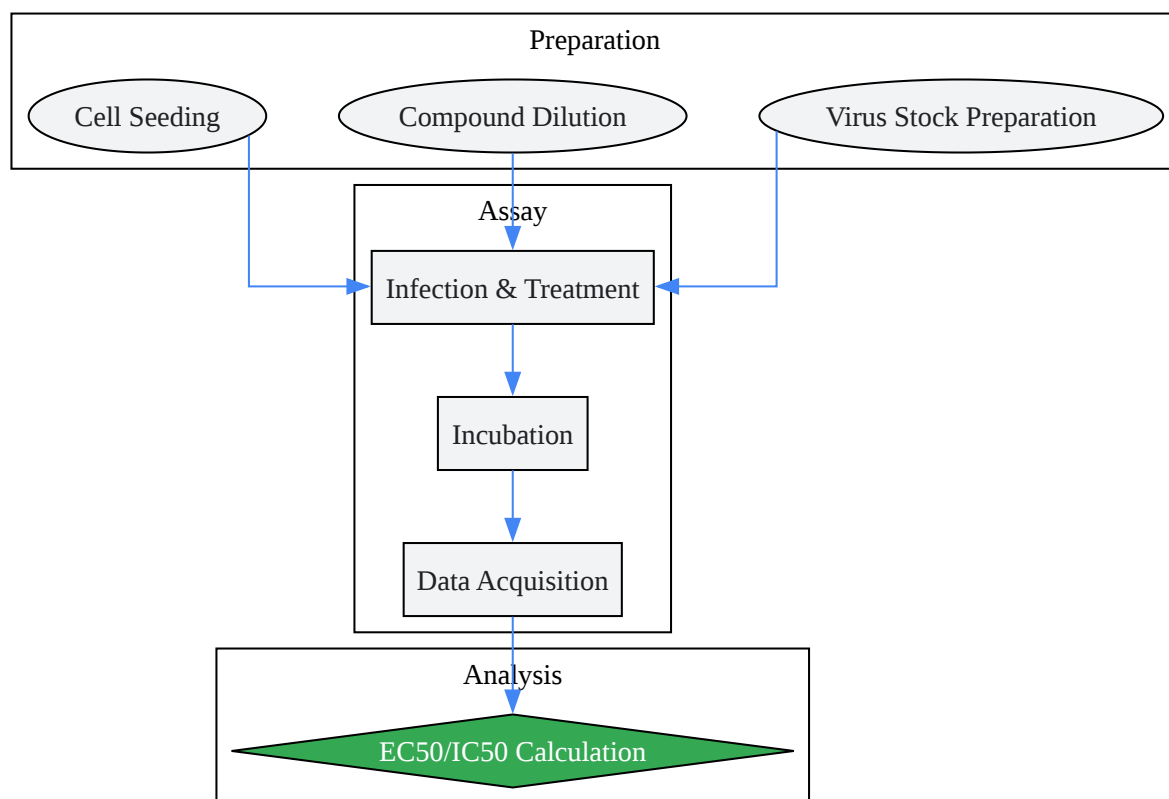 Preparation
Cell Seeding
Compound Dilution
Virus Stock Preparation
Assay
Infection & Treatment
Incubation
Data Acquisition
Analysis
EC50/IC50 Calculation